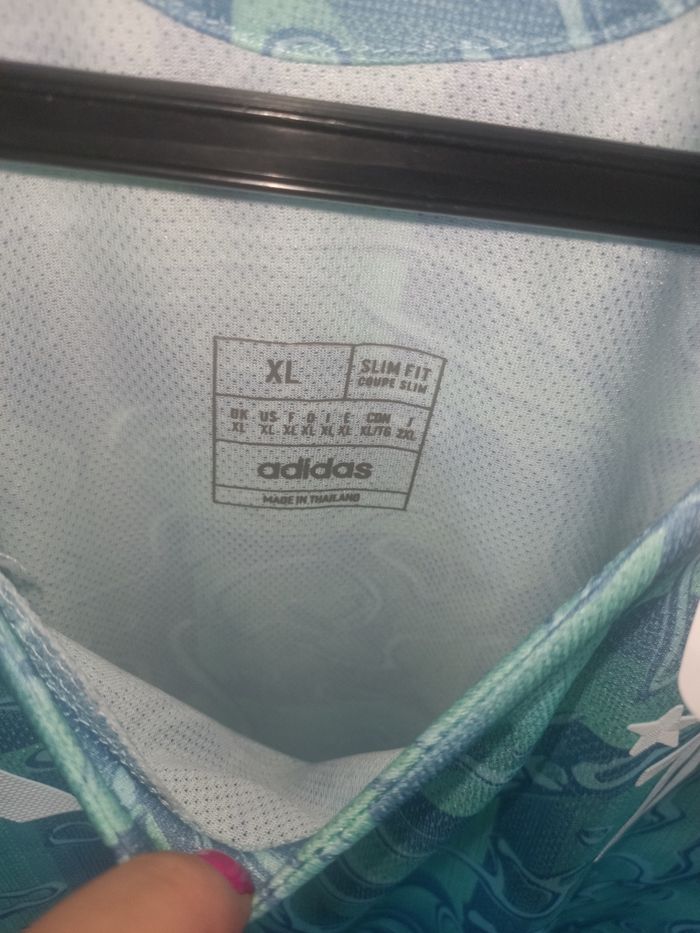 XL
SLIM FIT
COUPE SLIM
UK US F D I E CDN J
XL XL XL XL XL XL XL/TG 2XL
adidas
MADE IN THAILAND